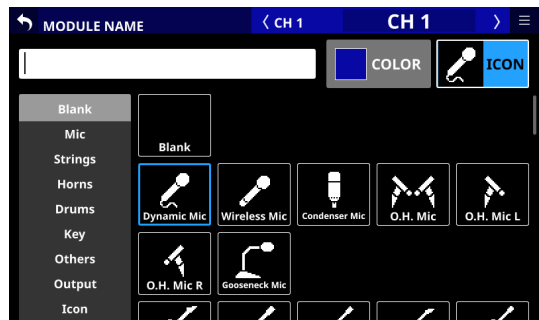 MODULE NAME
CH 1
CH 1
COLOR
ICON
Blank
Mic
Strings
Horns
Drums
Key
Others
Output
Icon
Blank
Dynamic Mic
Wireless Mic
Condenser Mic
O.H. Mic
O.H. Mic L
O.H. Mic R
Gooseneck Mic